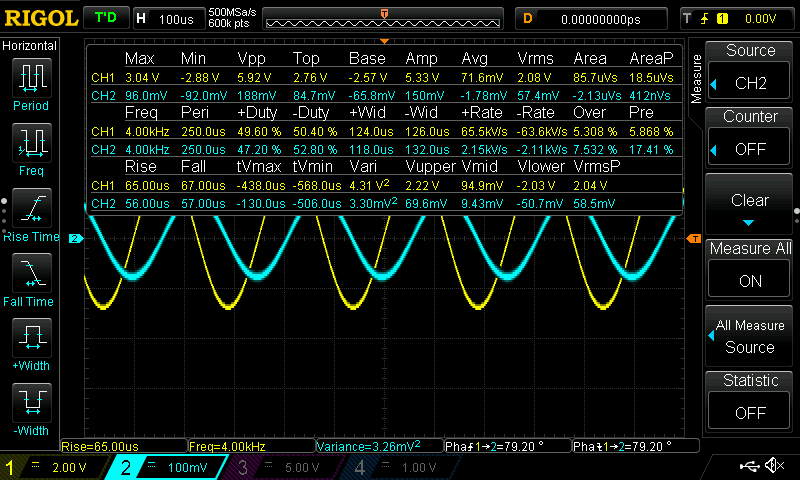 RIGOL T'D H 100us 500MSa/s 600k pts T D 0.00000000ps T 1 0.00V
Horizontal
Period
Freq
Rise Time
Fall Time
+Width
-Width
Max Min Vpp Top Base Amp Avg Vrms Area AreaP
CH1 3.04 V -2.88 V 5.92 V 2.76 V -2.57 V 5.33 V 71.6mV 2.08 V 85.7uVs 18.5uVs
CH2 96.0mV -92.0mV 188mV 84.7mV -65.8mV 150mV -1.78mV 57.4mV -2.13uVs 412nVs
Freq Peri +Duty -Duty +Wid -Wid +Rate -Rate Over Pre
CH1 4.00kHz 250.0us 49.60 % 50.40 % 124.0us 126.0us 65.5kV/s -63.6kV/s 5.308 % 5.868 %
CH2 4.00kHz 250.0us 47.20 % 52.80 % 118.0us 132.0us 2.15kV/s -2.11kV/s 7.532 % 17.41 %
Rise Fall tVmax tVmin Vari Vupper Vmid Vlower VrmsP
CH1 65.00us 67.00us -438.0us -568.0us 4.31 V² 2.22 V 94.9mV -2.03 V 2.04 V
CH2 56.00us 57.00us -130.0us -506.0us 3.30mV² 69.6mV 9.43mV -50.7mV 58.5mV
2
T
Measure
Source
CH2
Counter
OFF
Clear
Measure All
ON
All Measure
Source
Statistic
OFF
Rise=65.00us Freq=4.00kHz Variance=3.26mV² Pha1→2=79.20 ° Pha1→2=79.20 °
1 2.00 V 2 100mV 3 5.00 V 4 1.00 V